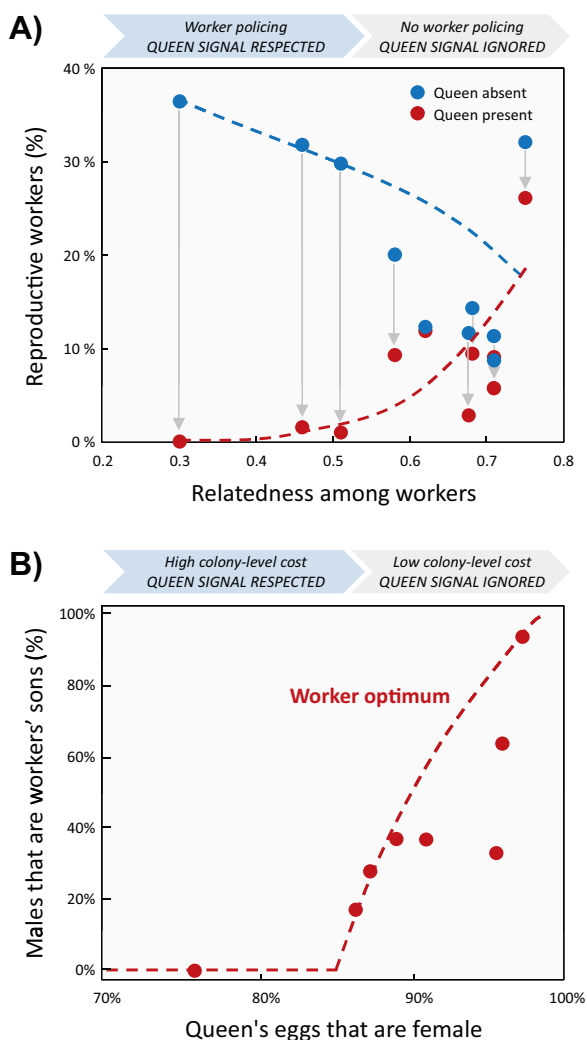 A)
Worker policing
QUEEN SIGNAL RESPECTED
No worker policing
QUEEN SIGNAL IGNORED
Reproductive workers (%)
40 %
30 %
20 %
10 %
0 %
Queen absent
Queen present
0.2 0.3 0.4 0.5 0.6 0.7 0.8
Relatedness among workers
B)
High colony-level cost
QUEEN SIGNAL RESPECTED
Low colony-level cost
QUEEN SIGNAL IGNORED
Males that are workers' sons (%)
100%
80%
60%
40%
20%
0%
Worker optimum
70% 80% 90% 100%
Queen's eggs that are female